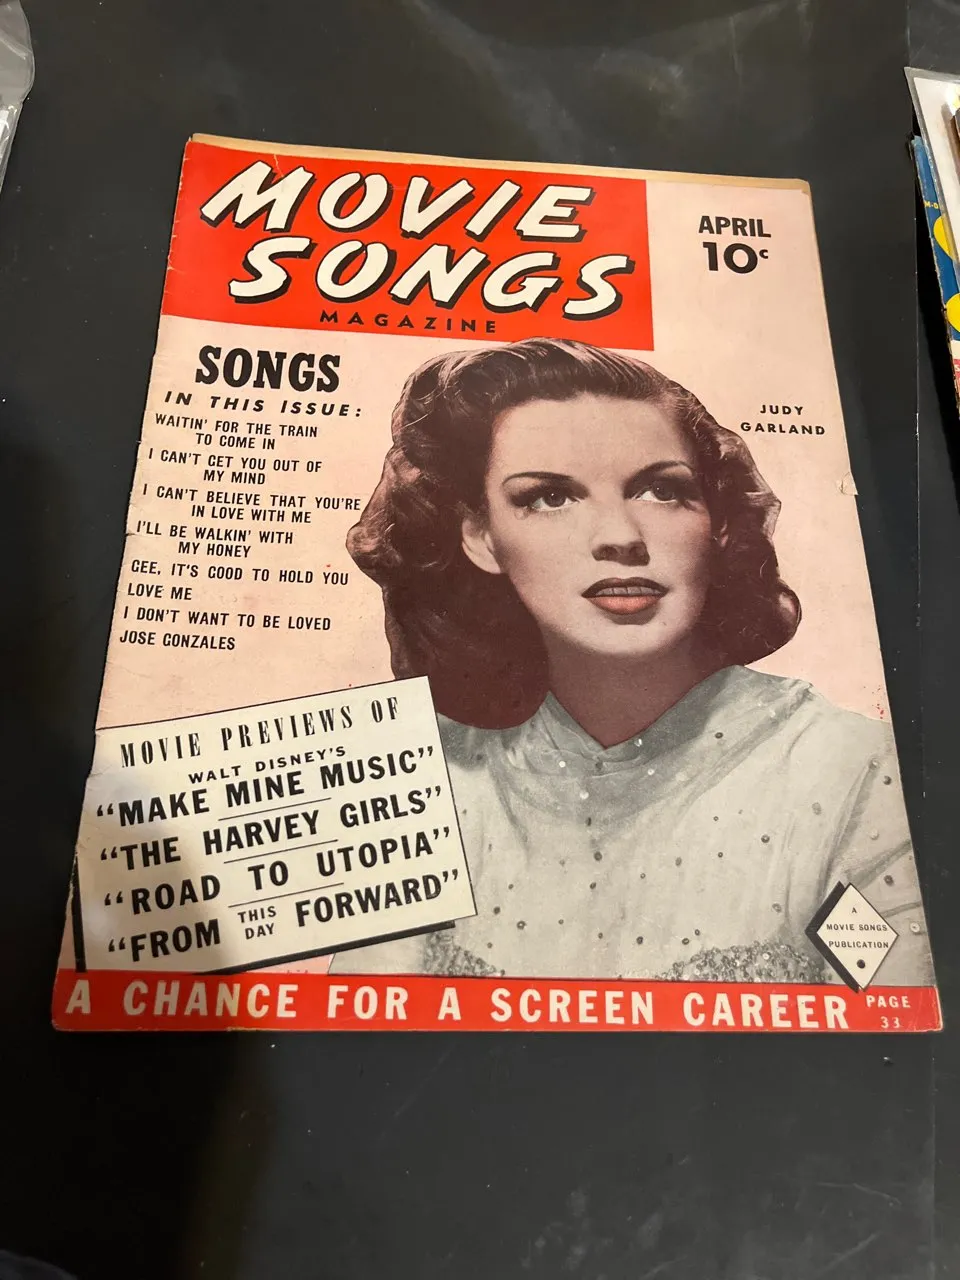 MOVIE
SONGS
MAGAZINE
APRIL
10c
SONGS
IN THIS ISSUE:
WAITIN' FOR THE TRAIN
TO COME IN
I CAN'T GET YOU OUT OF
MY MIND
I CAN'T BELIEVE THAT YOU'RE
IN LOVE WITH ME
I'LL BE WALKIN' WITH
MY HONEY
GEE, IT'S GOOD TO HOLD YOU
LOVE ME
I DON'T WANT TO BE LOVED
JOSE GONZALES
JUDY
GARLAND
MOVIE PREVIEWS OF
WALT DISNEY'S
"MAKE MINE MUSIC"
"THE HARVEY GIRLS"
"ROAD TO UTOPIA"
"FROM THIS DAY FORWARD"
A
MOVIE SONGS
PUBLICATION
A CHANCE FOR A SCREEN CAREER PAGE
33